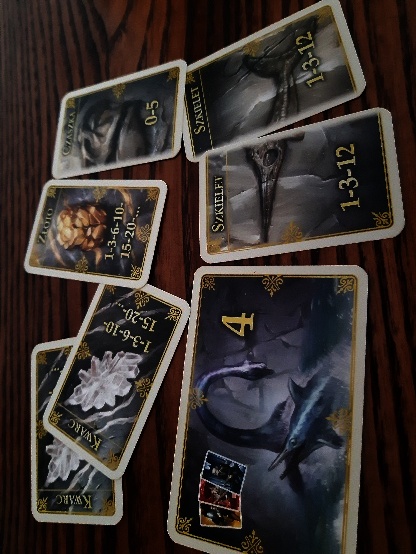 CZASZKA
0-5
SZKIELET
1-3-12
SZKIELET
1-3-12
ZŁOTO
1-3-6-10-
15-20-...
1-3-6-10-
15-20-...
KWARC
KWARC
4